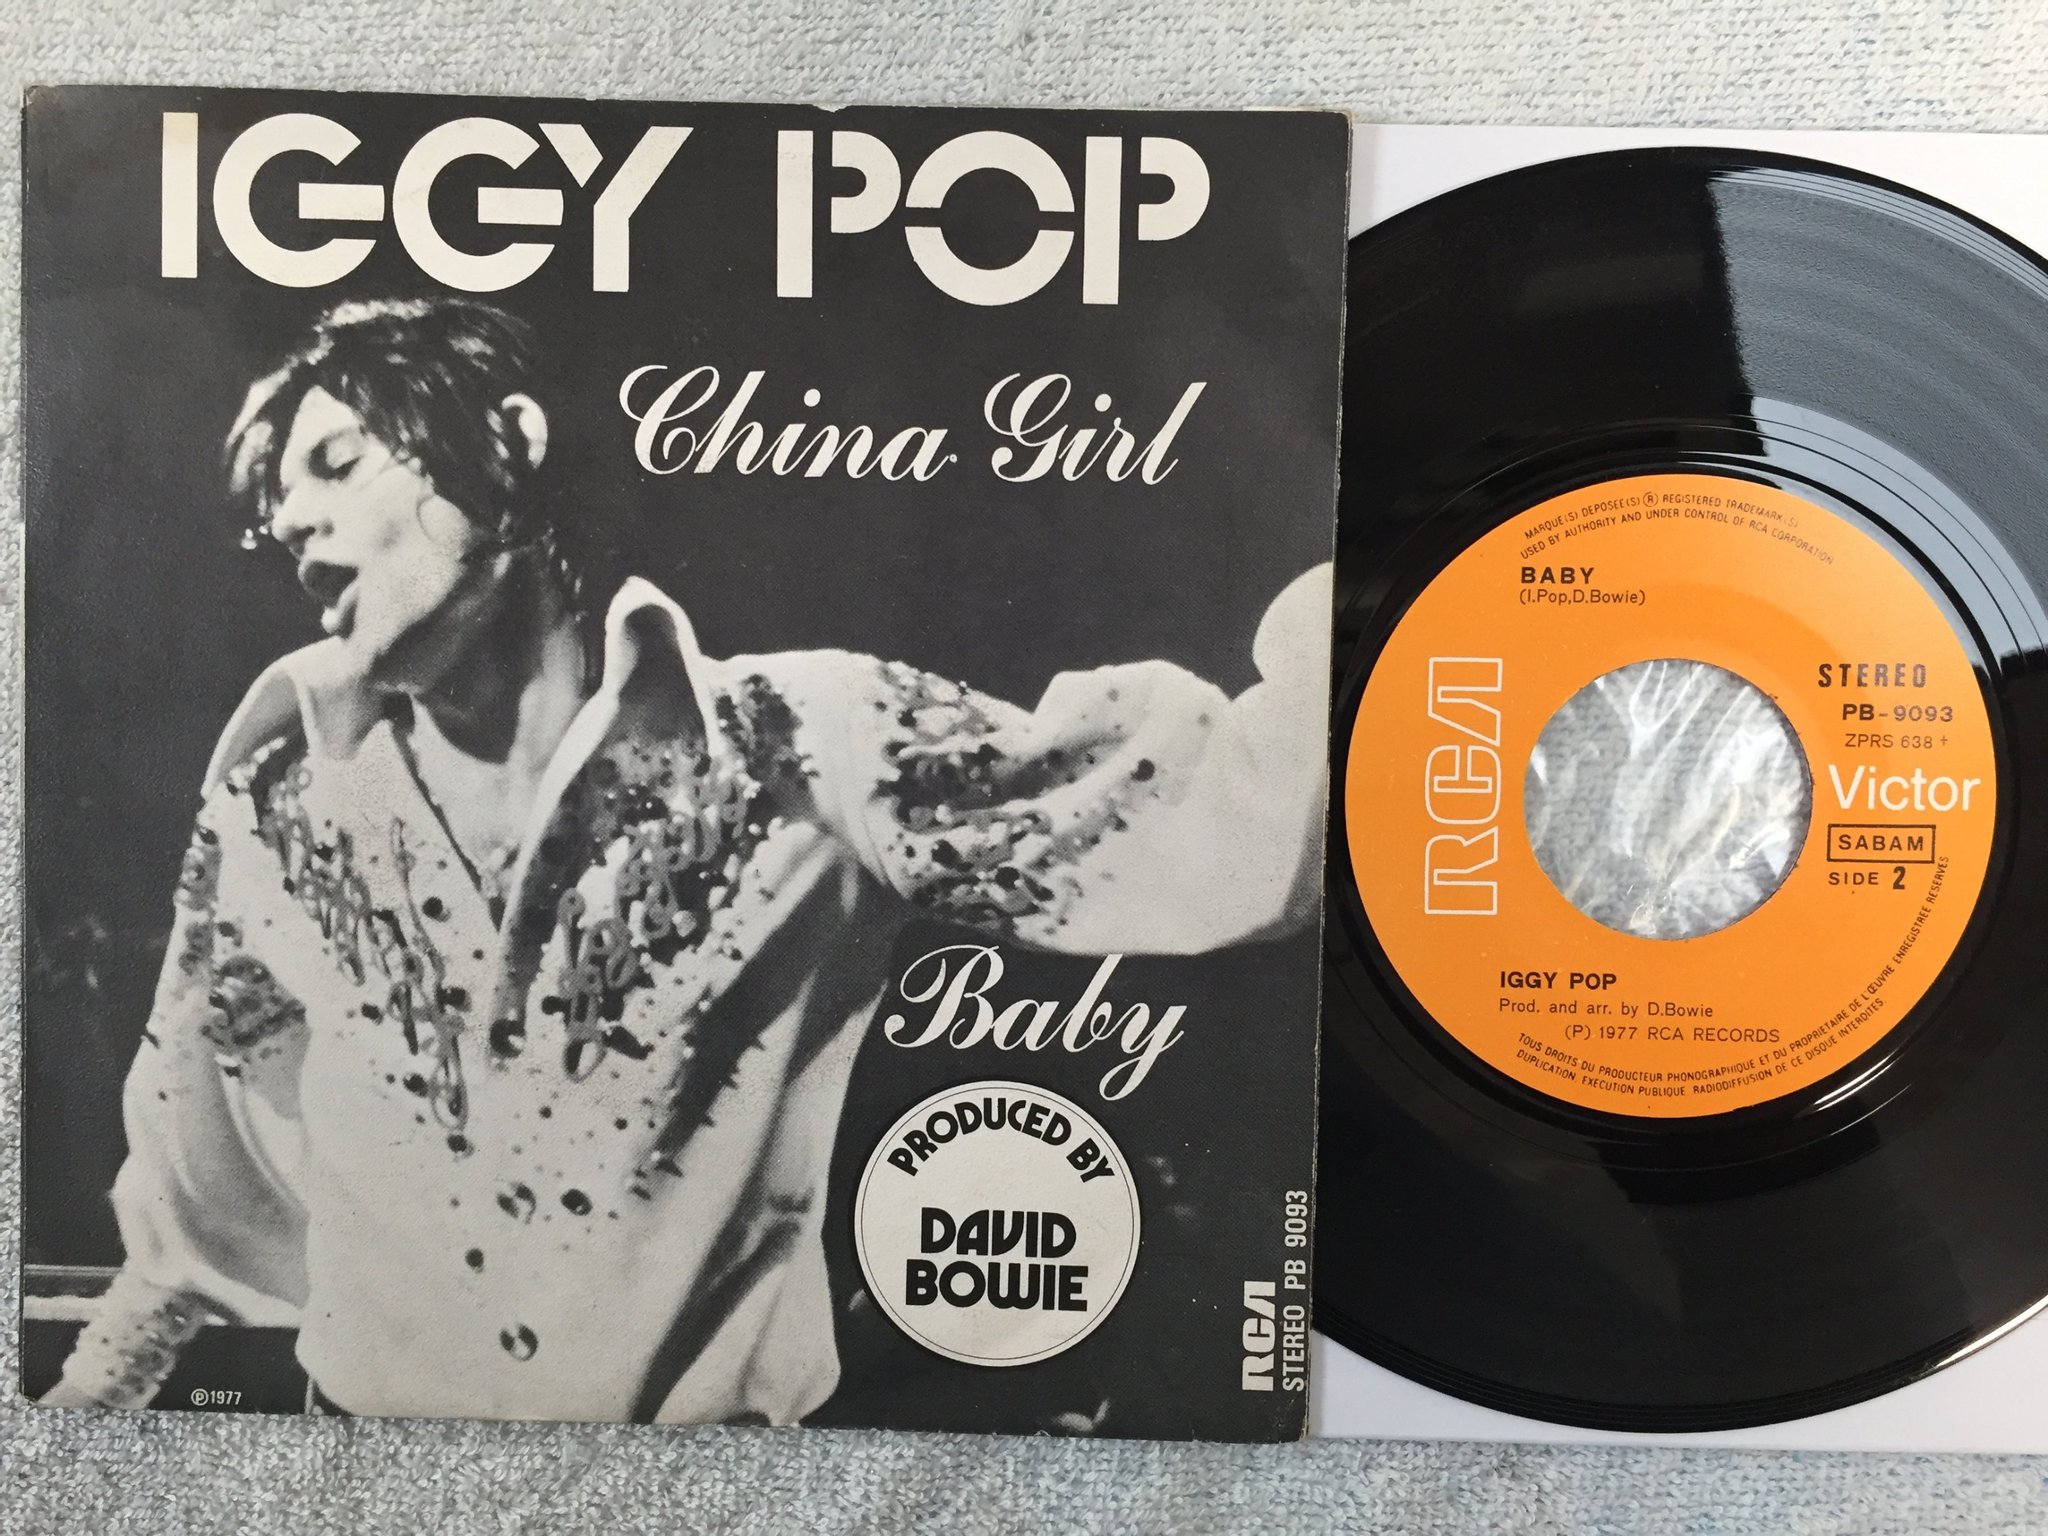 IGGY POP
China Girl
Baby
PRODUCED BY
DAVID
BOWIE
RCA
STEREO PB 9093
℗1977
MARQUE(S) DEPOSEE(S) ® REGISTERED TRADEMARK(S)
USED BY AUTHORITY AND UNDER CONTROL OF RCA CORPORATION
BABY
(I.Pop,D.Bowie)
RCA
STEREO
PB-9093
ZPRS 638 +
Victor
SABAM
SIDE 2
IGGY POP
Prod. and arr. by D.Bowie
(P) 1977 RCA RECORDS
TOUS DROITS DU PRODUCTEUR PHONOGRAPHIQUE ET DU PROPRIETAIRE DE L'ŒUVRE ENREGISTREE RESERVES
DUPLICATION, EXECUTION PUBLIQUE, RADIODIFFUSION DE CE DISQUE INTERDITES